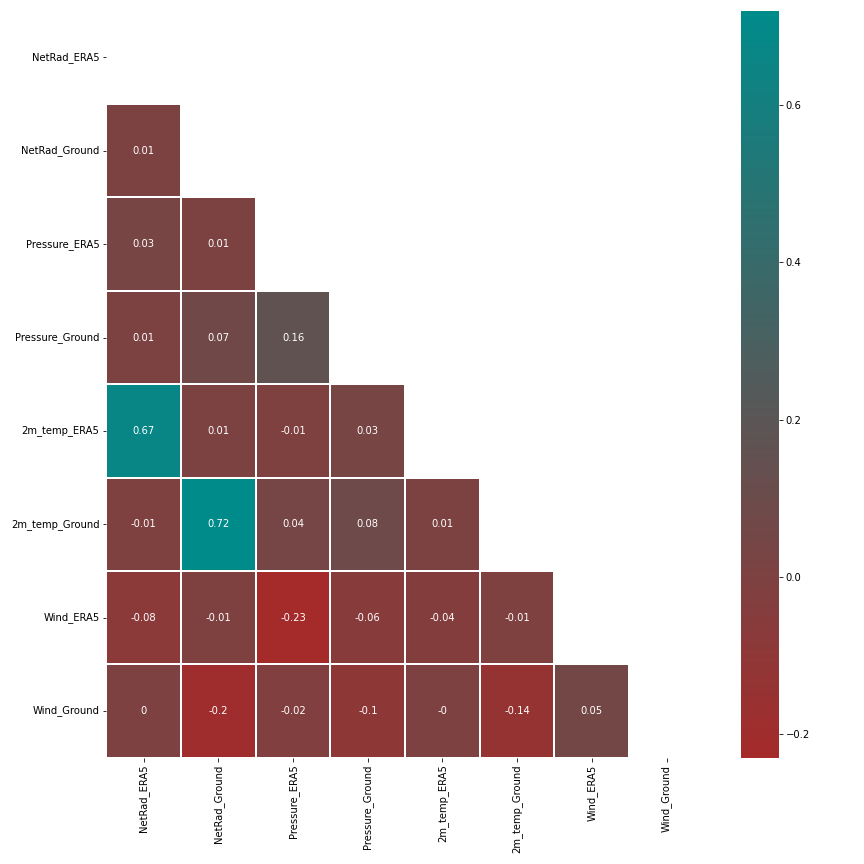 NetRad_ERA5
NetRad_Ground
0.01
Pressure_ERA5
0.03 0.01
Pressure_Ground
0.01 0.07 0.16
2m_temp_ERA5
0.67 0.01 -0.01 0.03
2m_temp_Ground
-0.01 0.72 0.04 0.08 0.01
Wind_ERA5
-0.08 -0.01 -0.23 -0.06 -0.04 -0.01
Wind_Ground
0 -0.2 -0.02 -0.1 -0 -0.14 0.05
NetRad_ERA5
NetRad_Ground
Pressure_ERA5
Pressure_Ground
2m_temp_ERA5
2m_temp_Ground
Wind_ERA5
Wind_Ground
0.6
0.4
0.2
0.0
−0.2